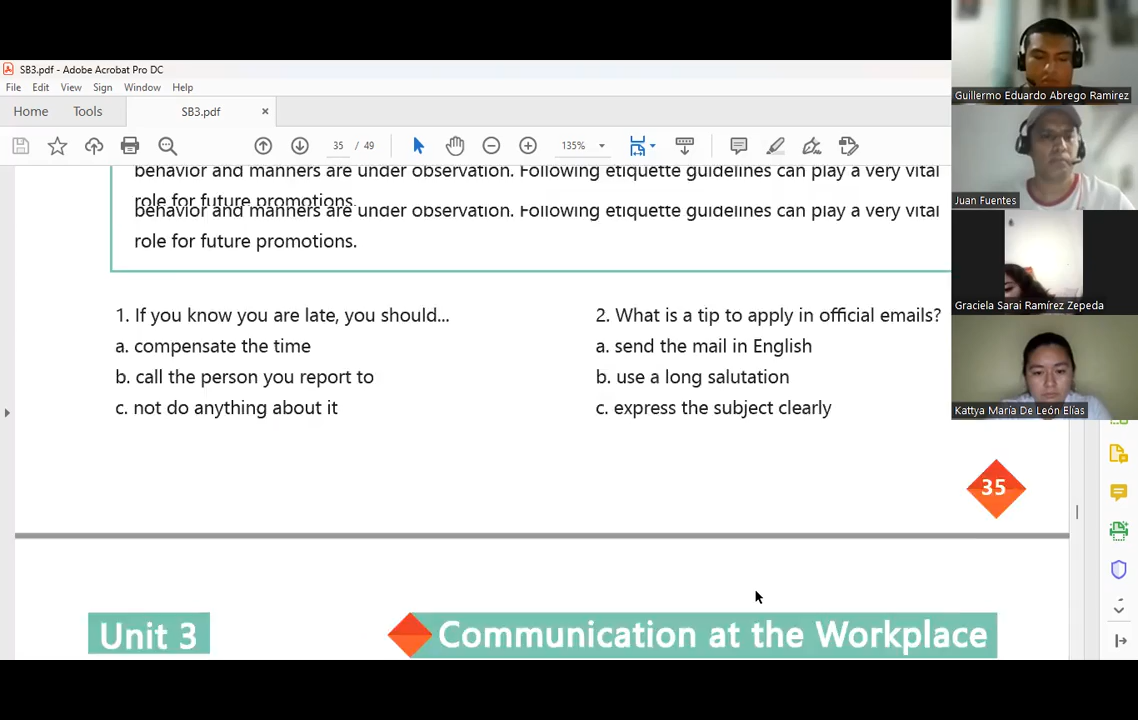 SB3.pdf - Adobe Acrobat Pro DC
File Edit View Sign Window Help
Home Tools SB3.pdf ×
35 / 49 135%
behavior and manners are under observation. Following etiquette guidelines can play a very vital
role for future promotions.
behavior and manners are under observation. Following etiquette guidelines can play a very vital
role for future promotions.
1. If you know you are late, you should...
a. compensate the time
b. call the person you report to
c. not do anything about it
2. What is a tip to apply in official emails?
a. send the mail in English
b. use a long salutation
c. express the subject clearly
35
Unit 3
Communication at the Workplace
Guillermo Eduardo Abrego Ramirez
Juan Fuentes
Graciela Sarai Ramírez Zepeda
Kattya María De León Elías